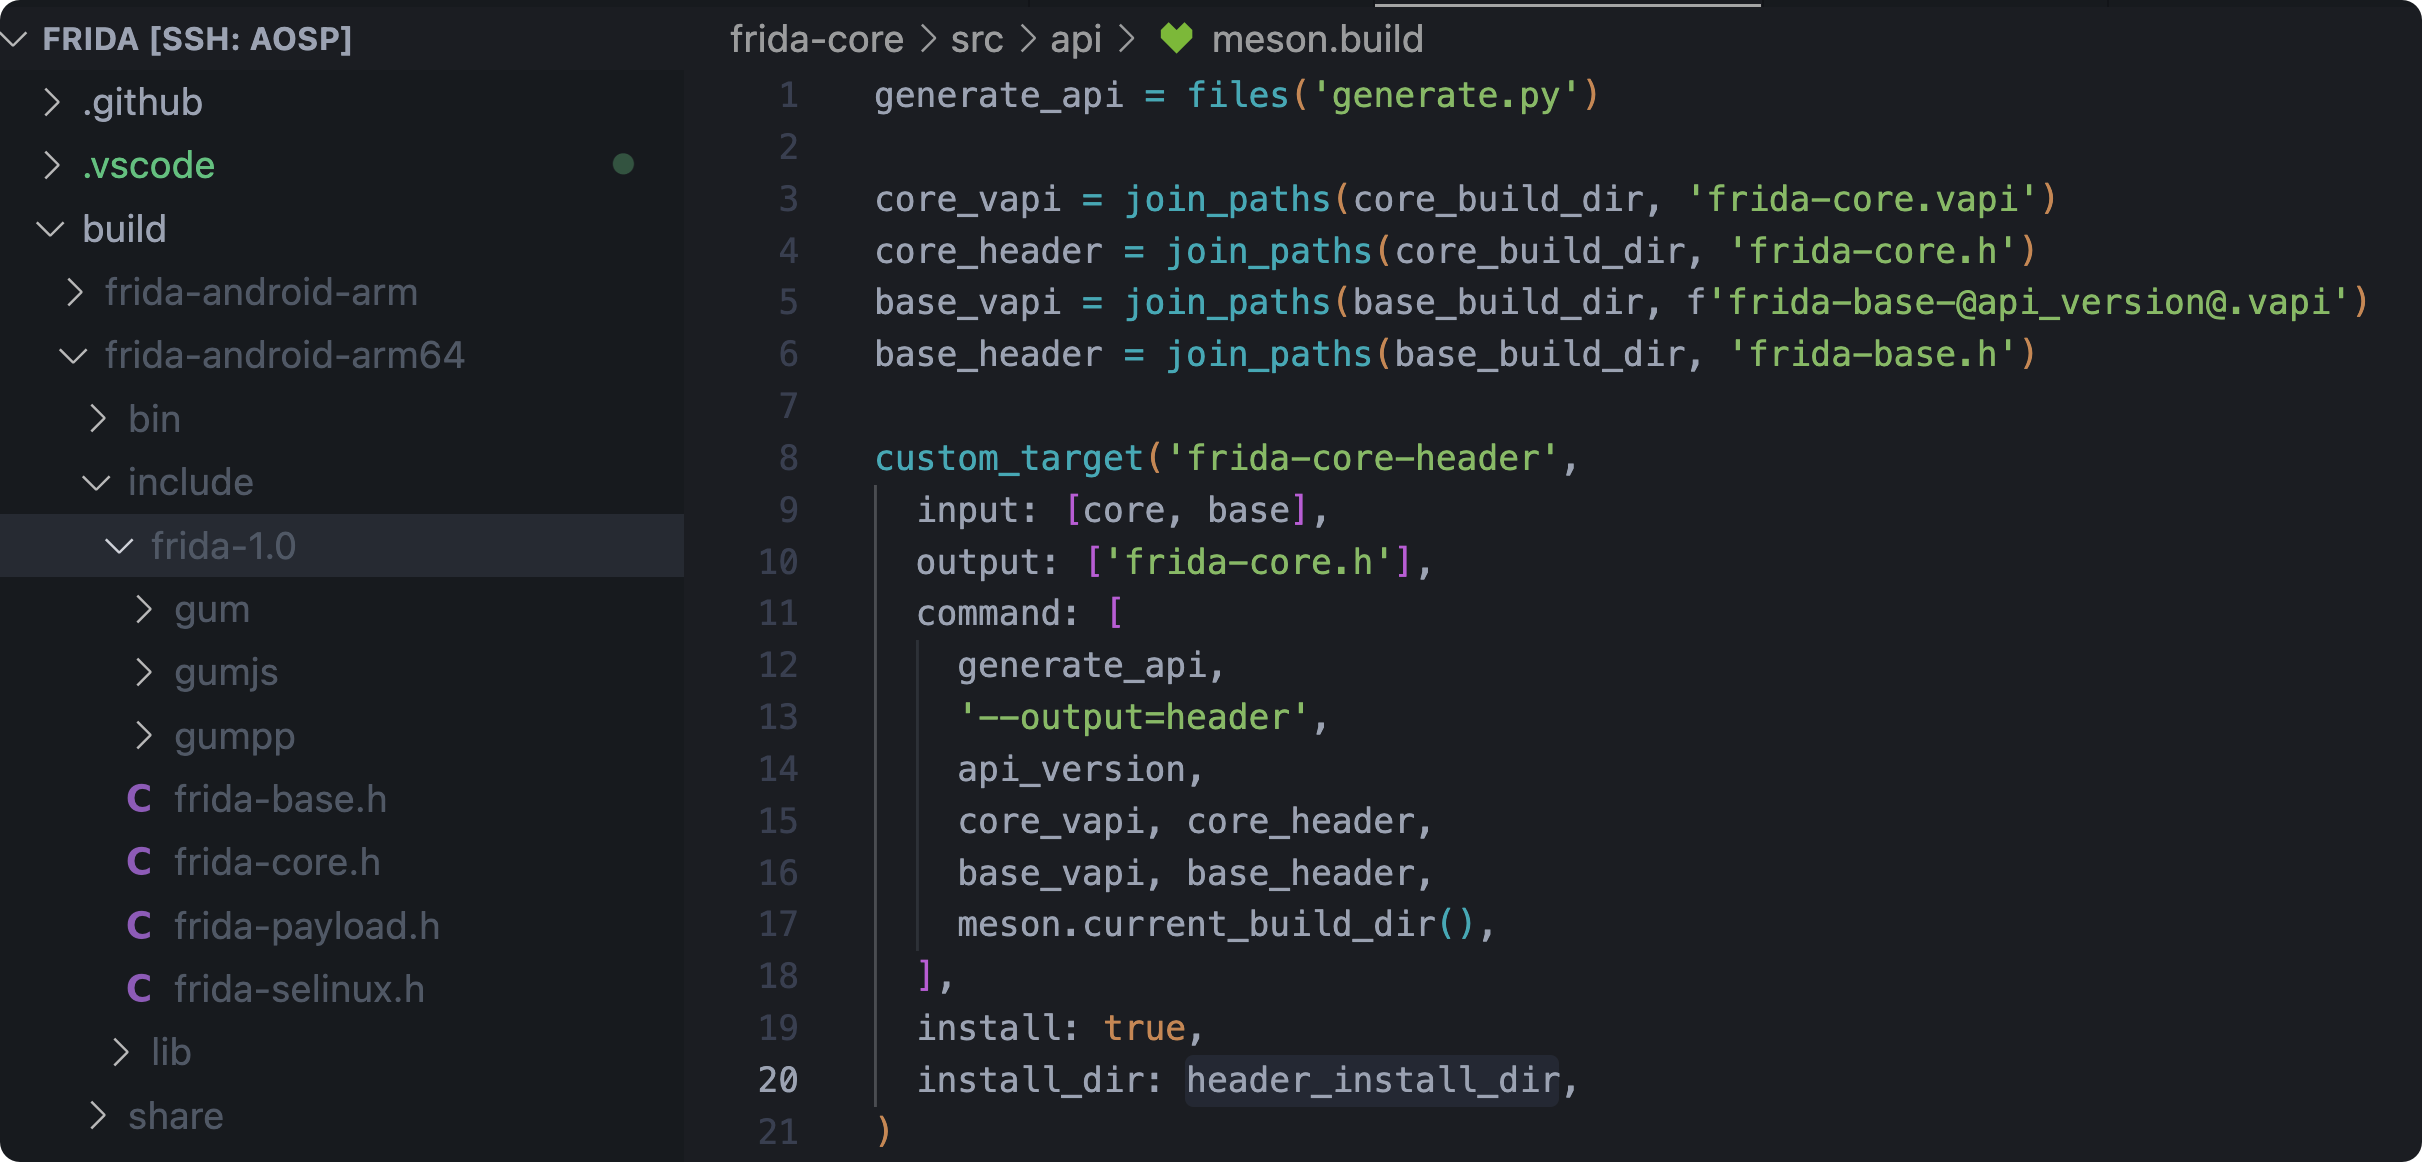 FRIDA [SSH: AOSP]
.github
.vscode
build
frida-android-arm
frida-android-arm64
bin
include
frida-1.0
gum
gumjs
gumpp
C frida-base.h
C frida-core.h
C frida-payload.h
C frida-selinux.h
lib
share
frida-core > src > api > meson.build
1 generate_api = files('generate.py')
2
3 core_vapi = join_paths(core_build_dir, 'frida-core.vapi')
4 core_header = join_paths(core_build_dir, 'frida-core.h')
5 base_vapi = join_paths(base_build_dir, f'frida-base-@api_version@.vapi')
6 base_header = join_paths(base_build_dir, 'frida-base.h')
7
8 custom_target('frida-core-header',
9   input: [core, base],
10   output: ['frida-core.h'],
11   command: [
12     generate_api,
13     '--output=header',
14     api_version,
15     core_vapi, core_header,
16     base_vapi, base_header,
17     meson.current_build_dir(),
18   ],
19   install: true,
20   install_dir: header_install_dir,
21 )